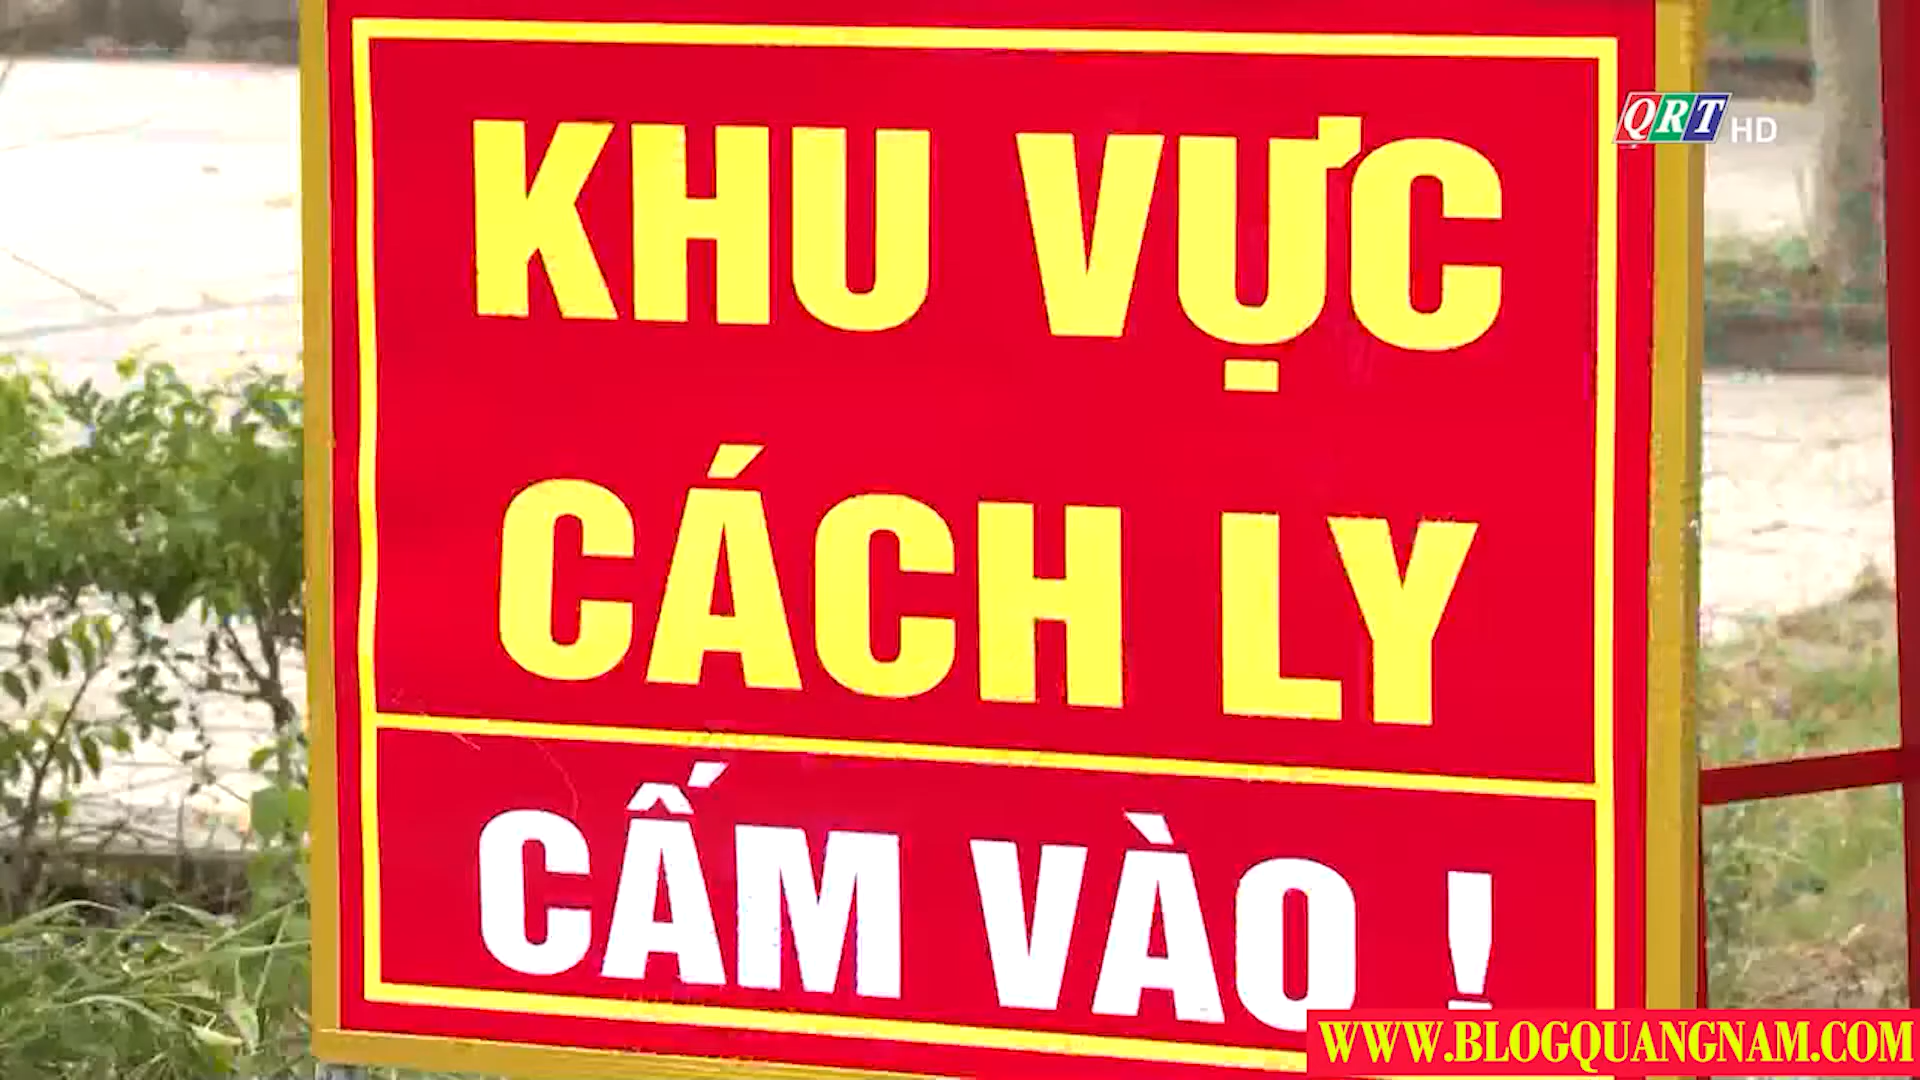 QRT HD
KHU VỰC
CÁCH LY
CẤM VÀO !
WWW.BLOGQUANGNAM.COM